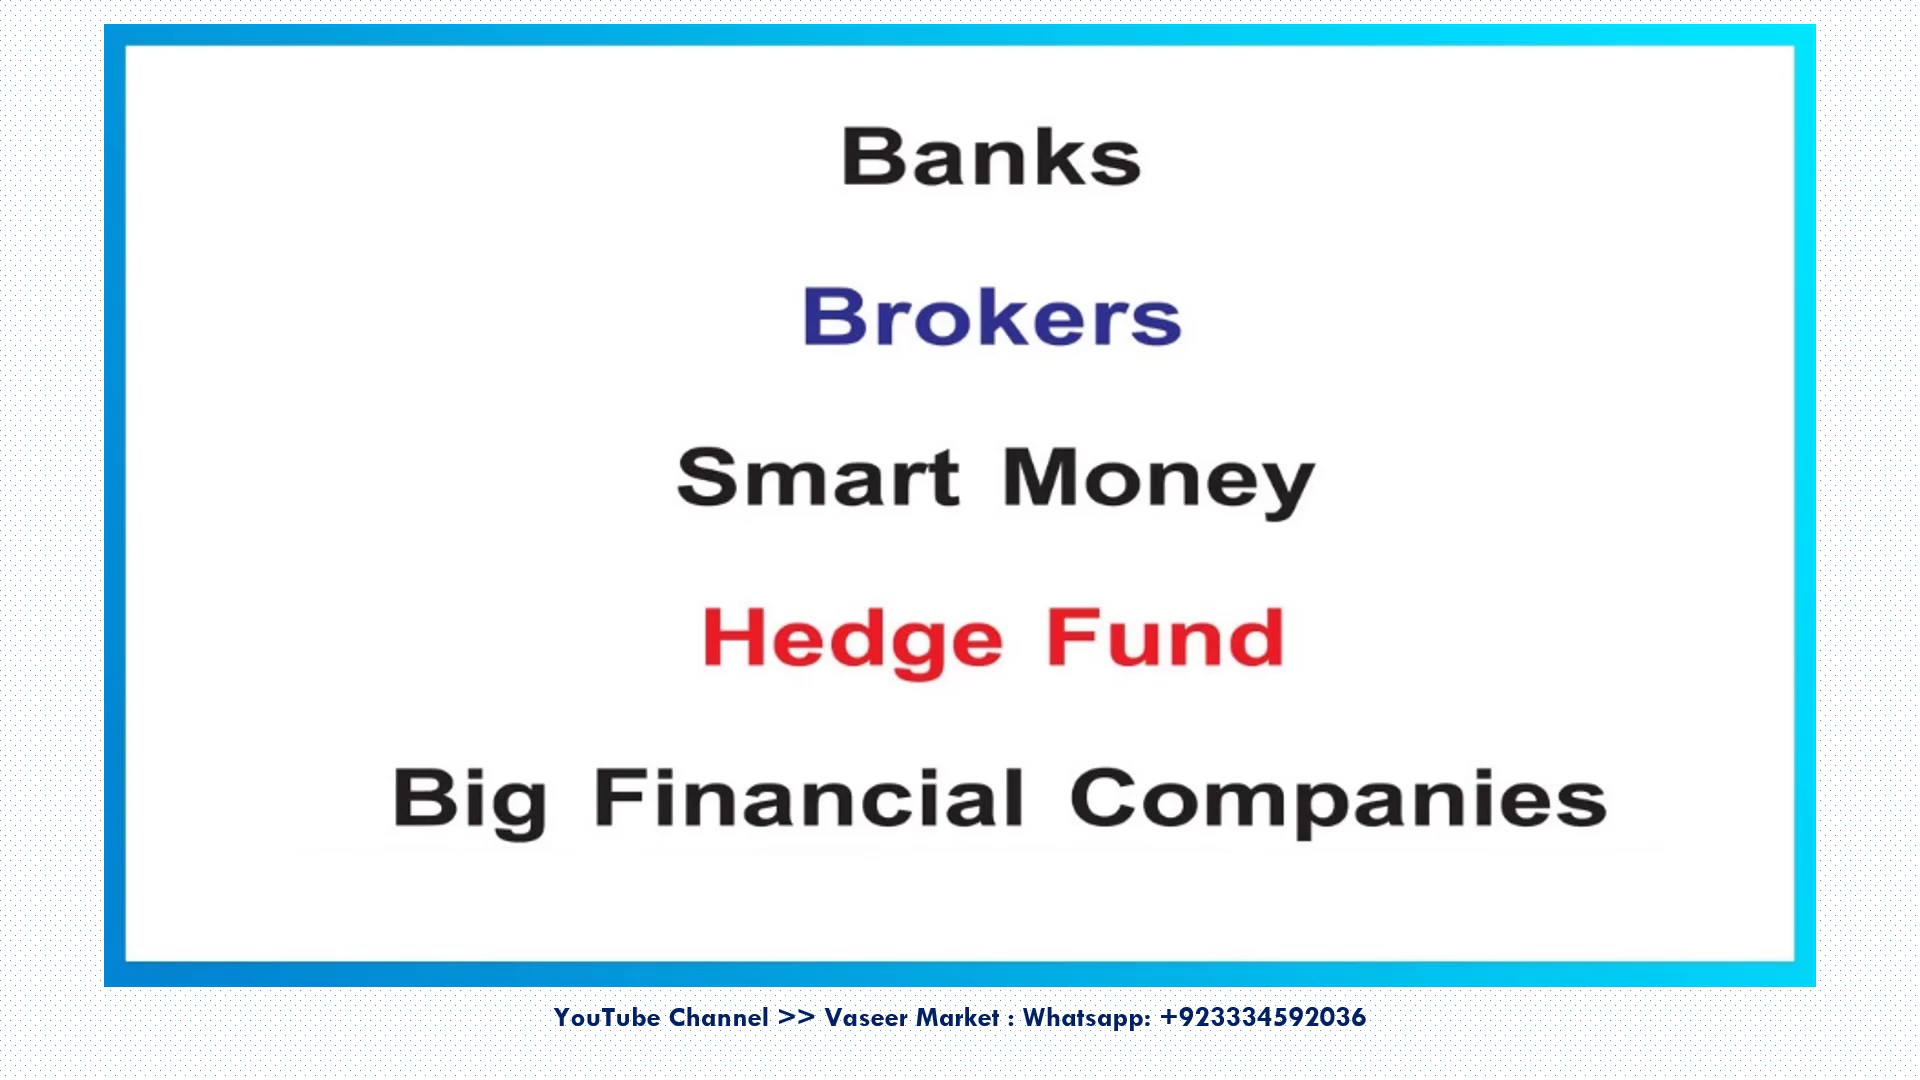 Banks
Brokers
Smart Money
Hedge Fund
Big Financial Companies
YouTube Channel >> Vaseer Market : Whatsapp: +923334592036